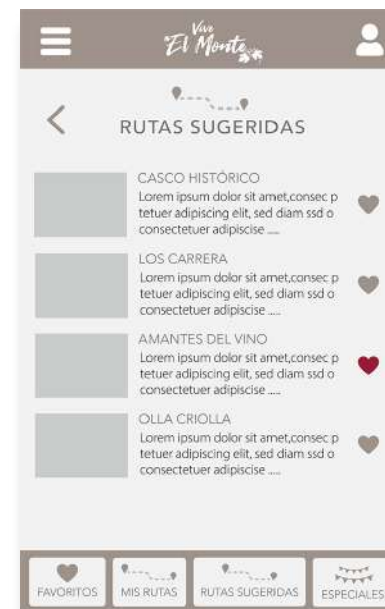 Vive
El Monte
RUTAS SUGERIDAS
CASCO HISTÓRICO
Lorem ipsum dolor sit amet,consec p
tetuer adipiscing elit, sed diam ssd o
consectetuer adipiscise .....
LOS CARRERA
Lorem ipsum dolor sit amet,consec p
tetuer adipiscing elit, sed diam ssd o
consectetuer adipiscise .....
AMANTES DEL VINO
Lorem ipsum dolor sit amet,consec p
tetuer adipiscing elit, sed diam ssd o
consectetuer adipiscise .....
OLLA CRIOLLA
Lorem ipsum dolor sit amet,consec p
tetuer adipiscing elit, sed diam ssd o
consectetuer adipiscise .....
FAVORITOS MIS RUTAS RUTAS SUGERIDAS ESPECIALES